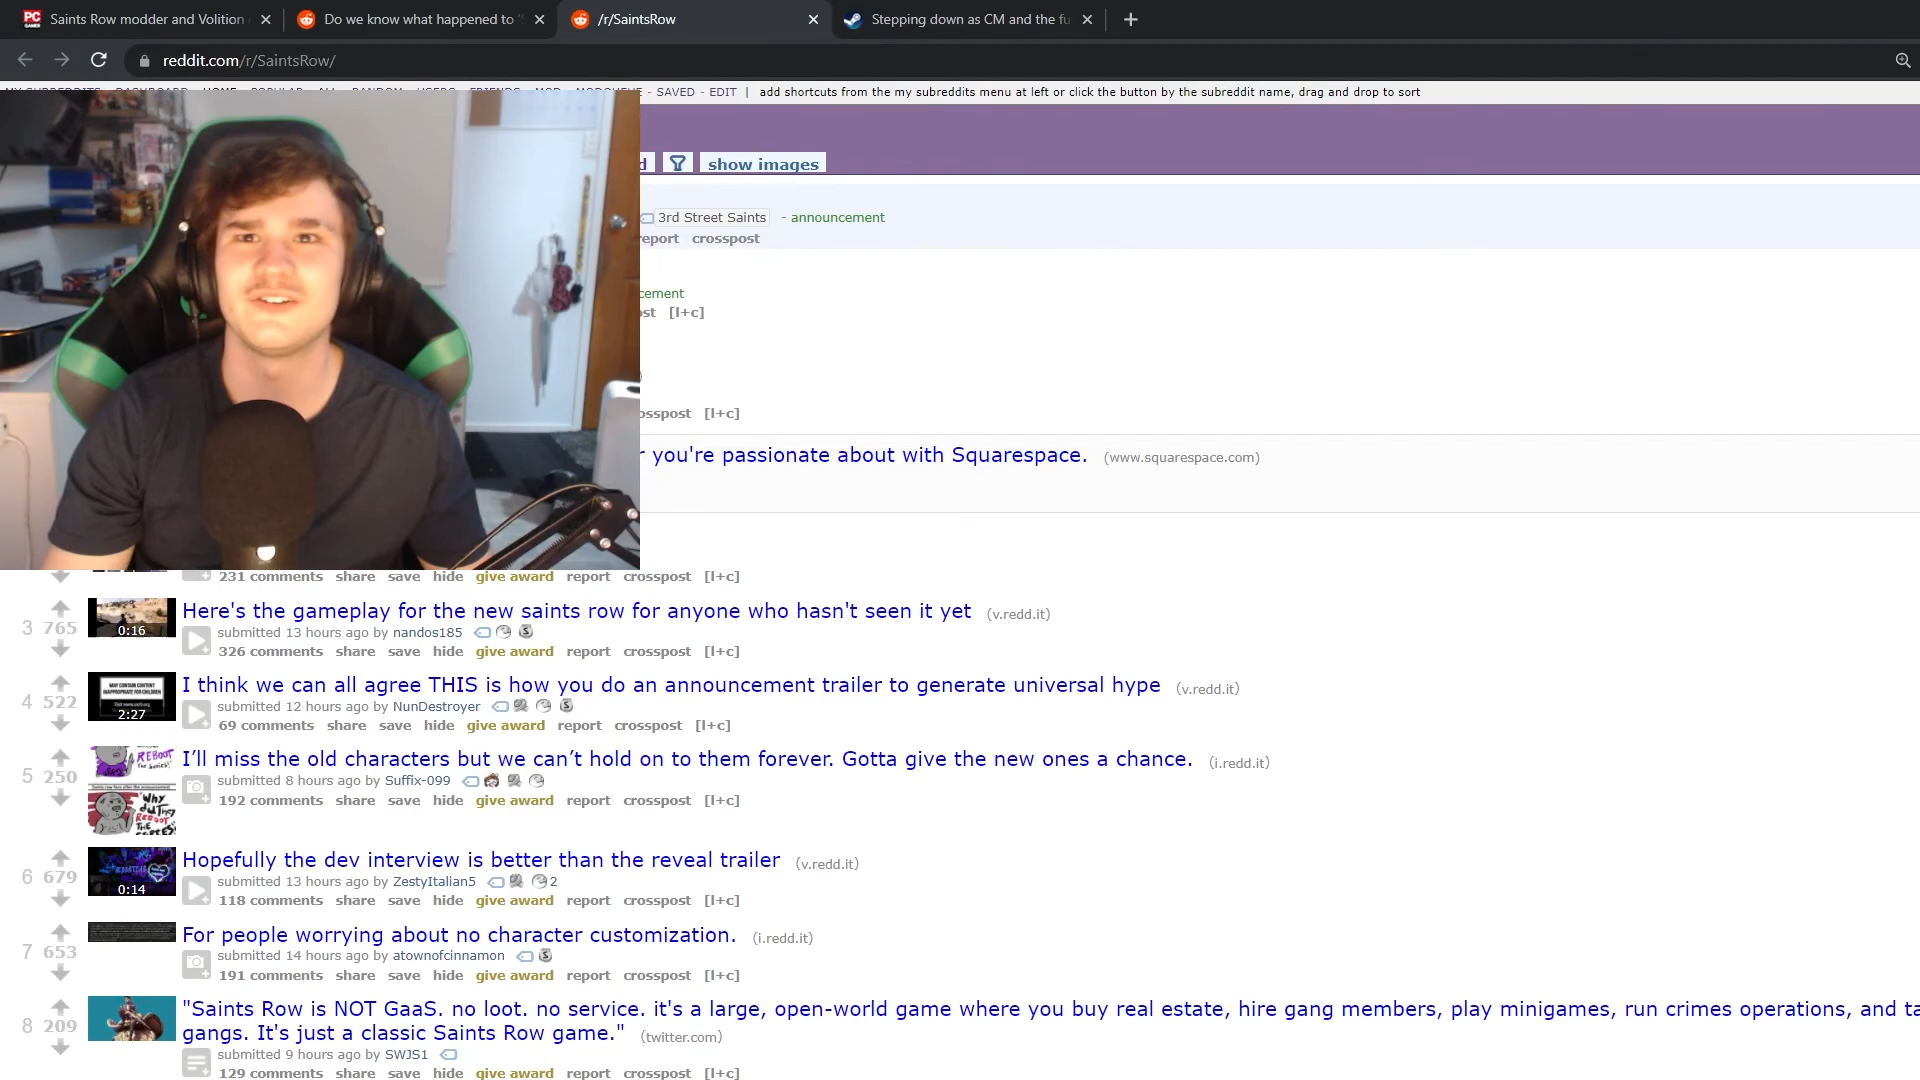 Saints Row modder and Volition
Do we know what happened to
/r/SaintsRow
Stepping down as CM and the fu
reddit.com/r/SaintsRow/
- SAVED - EDIT | add shortcuts from the my subreddits menu at left or click the button by the subreddit name, drag and drop to sort
show images
3rd Street Saints - announcement
report crosspost
cement
st [l+c]
osspost [l+c]
r you're passionate about with Squarespace. (www.squarespace.com)
231 comments share save hide give award report crosspost [l+c]
3 765 0:16 Here's the gameplay for the new saints row for anyone who hasn't seen it yet (v.redd.it)
submitted 13 hours ago by nandos185
326 comments share save hide give award report crosspost [l+c]
4 522 2:27 I think we can all agree THIS is how you do an announcement trailer to generate universal hype (v.redd.it)
submitted 12 hours ago by NunDestroyer
69 comments share save hide give award report crosspost [l+c]
5 250 I’ll miss the old characters but we can’t hold on to them forever. Gotta give the new ones a chance. (i.redd.it)
submitted 8 hours ago by Suffix-099
192 comments share save hide give award report crosspost [l+c]
6 679 0:14 Hopefully the dev interview is better than the reveal trailer (v.redd.it)
submitted 13 hours ago by ZestyItalian5 2
118 comments share save hide give award report crosspost [l+c]
7 653 For people worrying about no character customization. (i.redd.it)
submitted 14 hours ago by atownofcinnamon
191 comments share save hide give award report crosspost [l+c]
8 209 "Saints Row is NOT GaaS. no loot. no service. it's a large, open-world game where you buy real estate, hire gang members, play minigames, run crimes operations, and ta
gangs. It's just a classic Saints Row game." (twitter.com)
submitted 9 hours ago by SWJS1
129 comments share save hide give award report crosspost [l+c]